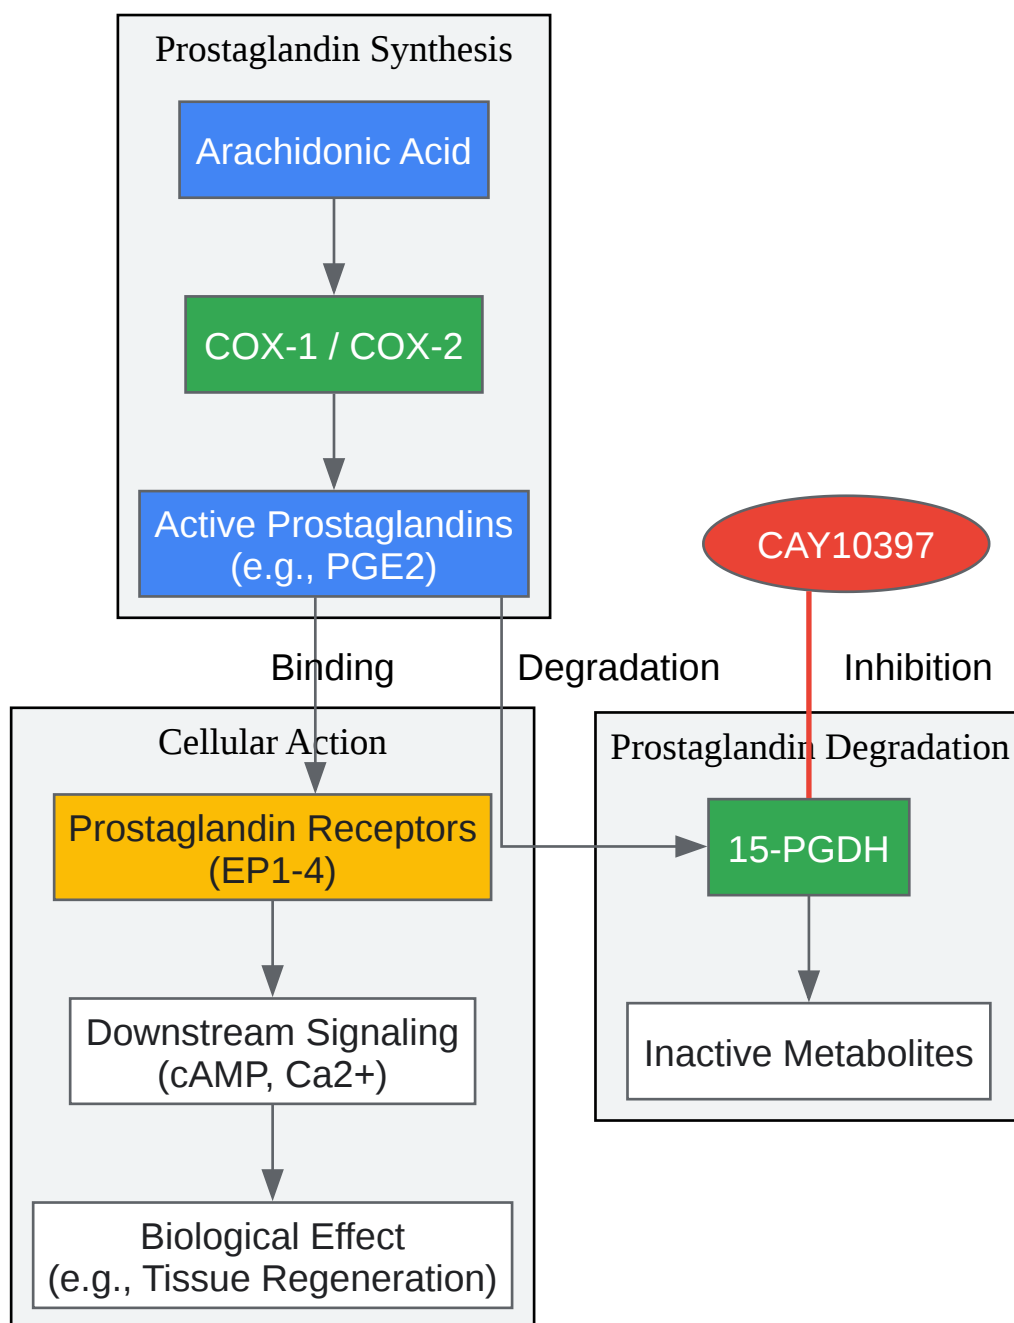 Prostaglandin Synthesis
Arachidonic Acid
COX-1 / COX-2
Active Prostaglandins
(e.g., PGE2)
CAY10397
Binding
Degradation
Inhibition
Cellular Action
Prostaglandin Receptors
(EP1-4)
Downstream Signaling
(cAMP, Ca2+)
Biological Effect
(e.g., Tissue Regeneration)
Prostaglandin Degradation
15-PGDH
Inactive Metabolites